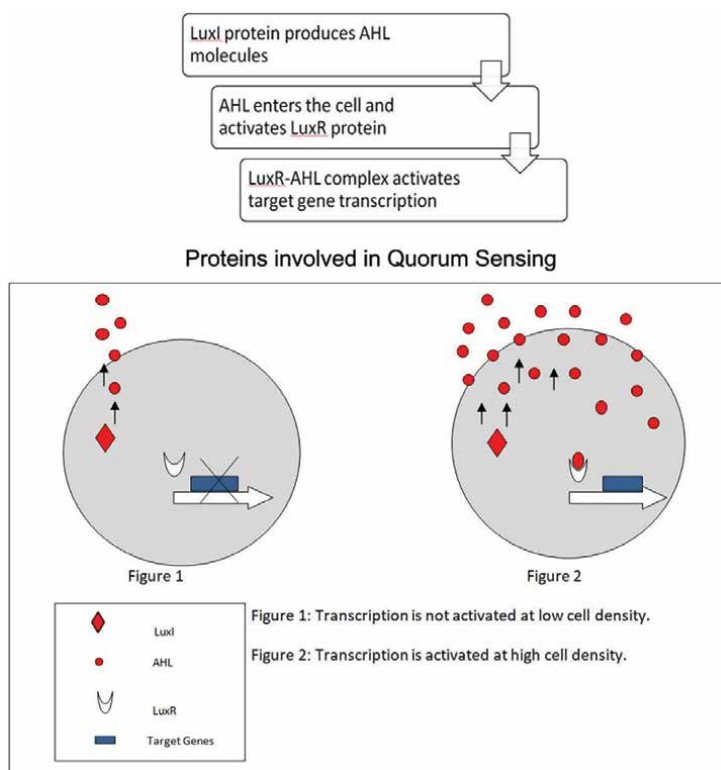 LuxI protein produces AHL
molecules
AHL enters the cell and
activates LuxR protein
LuxR-AHL complex activates
target gene transcription
Proteins involved in Quorum Sensing
Figure 1
Figure 2
LuxI
AHL
LuxR
Target Genes
Figure 1: Transcription is not activated at low cell density.
Figure 2: Transcription is activated at high cell density.